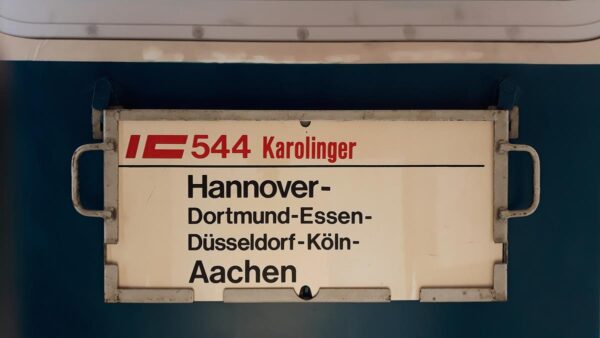 IC 544 Karolinger
Hannover-
Dortmund-Essen-
Düsseldorf-Köln-
Aachen